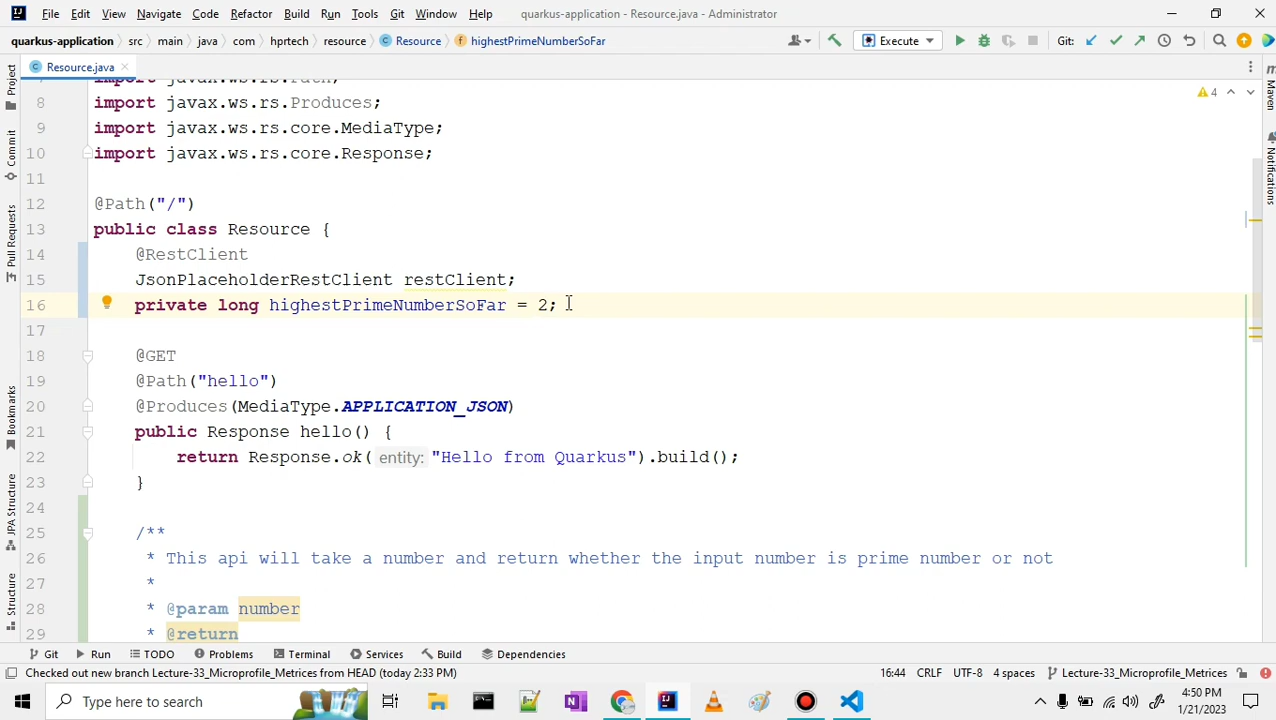 File Edit View Navigate Code Refactor Build Run Tools Git Window Help quarkus-application - Resource.java - Administrator
quarkus-application src main java com hprtech resource Resource highestPrimeNumberSoFar Execute Git:
Resource.java
Project
Commit
Pull Requests
Bookmarks
JPA Structure
Structure
Maven
Notifications
4
8 import javax.ws.rs.Produces;
9 import javax.ws.rs.core.MediaType;
10 import javax.ws.rs.core.Response;
11
12 @Path("/")
13 public class Resource {
14 @RestClient
15 JsonPlaceholderRestClient restClient;
16 private long highestPrimeNumberSoFar = 2;
17
18 @GET
19 @Path("hello")
20 @Produces(MediaType.APPLICATION_JSON)
21 public Response hello() {
22 return Response.ok( entity: "Hello from Quarkus").build();
23 }
24
25 /**
26 * This api will take a number and return whether the input number is prime number or not
27 *
28 * @param number
29 * @return
Git Run TODO Problems Terminal Services Build Dependencies
Checked out new branch Lecture-33_Microprofile_Metrices from HEAD (today 2:33 PM) 16:44 CRLF UTF-8 4 spaces Lecture-33_Microprofile_Metrices
Type here to search
4:50 PM
1/21/2023